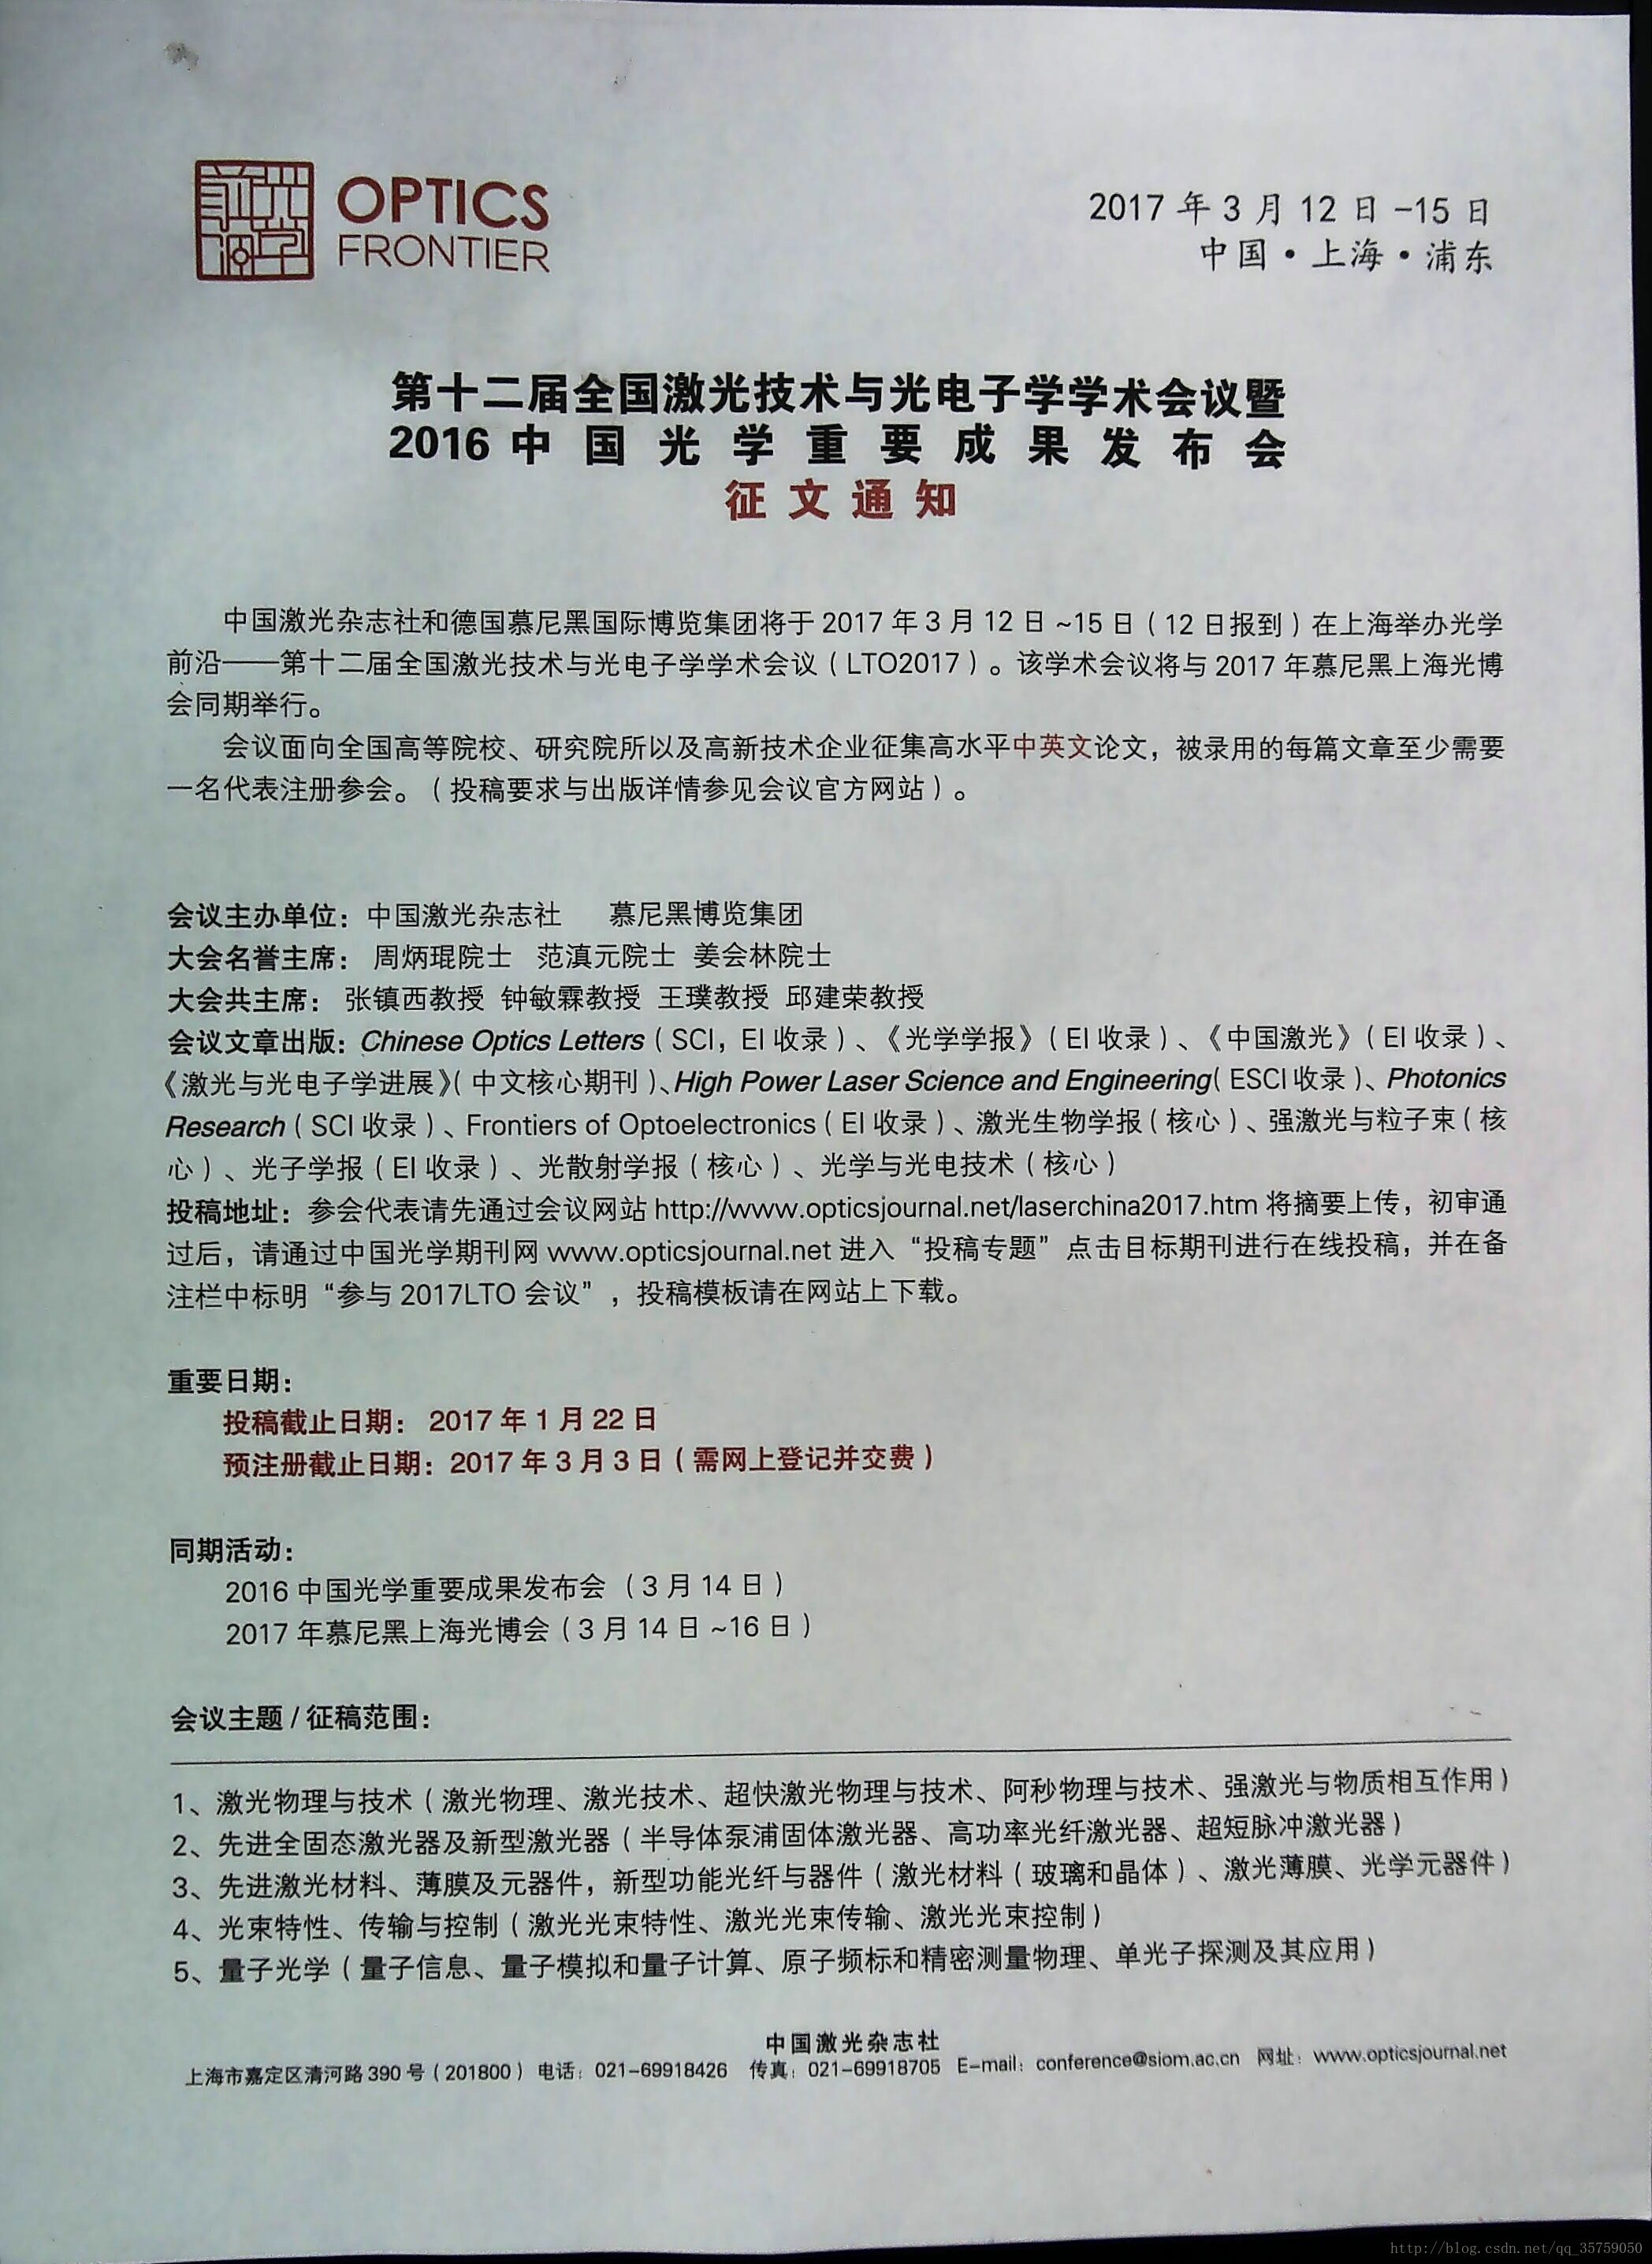 OPTICS
FRONTIER
2017 年 3 月 12 日 -15 日
中国·上海·浦东
第十二届全国激光技术与光电子学学术会议暨
2016 中国光学重要成果发布会
征文通知
中国激光杂志社和德国慕尼黑国际博览集团将于 2017 年 3 月 12 日 ~15 日（12 日报到）在上海举办光学
前沿——第十二届全国激光技术与光电子学学术会议（LTO2017）。该学术会议将与 2017 年慕尼黑上海光博
会同期举行。
会议面向全国高等院校、研究院所以及高新技术企业征集高水平中英文论文，被录用的每篇文章至少需要
一名代表注册参会。（投稿要求与出版详情参见会议官方网站）。
会议主办单位：中国激光杂志社 慕尼黑博览集团
大会名誉主席： 周炳琨院士 范滇元院士 姜会林院士
大会共主席： 张镇西教授 钟敏霖教授 王璞教授 邱建荣教授
会议文章出版：Chinese Optics Letters（SCI，EI 收录）、《光学学报》（EI 收录）、《中国激光》（EI 收录）、
《激光与光电子学进展》（中文核心期刊）、High Power Laser Science and Engineering（ESCI 收录）、Photonics
Research（SCI 收录）、Frontiers of Optoelectronics（EI 收录）、激光生物学报（核心）、强激光与粒子束（核
心）、光子学报（EI 收录）、光散射学报（核心）、光学与光电技术（核心）
投稿地址：参会代表请先通过会议网站 http://www.opticsjournal.net/laserchina2017.htm 将摘要上传，初审通
过后，请通过中国光学期刊网 www.opticsjournal.net 进入“投稿专题”点击目标期刊进行在线投稿，并在备
注栏中标明“参与 2017LTO 会议”，投稿模板请在网站上下载。
重要日期：
投稿截止日期： 2017 年 1 月 22 日
预注册截止日期：2017 年 3 月 3 日（需网上登记并交费）
同期活动：
2016 中国光学重要成果发布会 （3 月 14 日）
2017 年慕尼黑上海光博会（3 月 14 日 ~16 日）
会议主题 / 征稿范围：
1、激光物理与技术（激光物理、激光技术、超快激光物理与技术、阿秒物理与技术、强激光与物质相互作用）
2、先进全固态激光器及新型激光器（半导体泵浦固体激光器、高功率光纤激光器、超短脉冲激光器）
3、先进激光材料、薄膜及元器件，新型功能光纤与器件（激光材料（玻璃和晶体）、激光薄膜、光学元器件）
4、光束特性、传输与控制（激光光束特性、激光光束传输、激光光束控制）
5、量子光学（量子信息、量子模拟和量子计算、原子频标和精密测量物理、单光子探测及其应用）
中国激光杂志社
上海市嘉定区清河路 390 号（201800） 电话：021-69918426 传真：021-69918705 E-mail：conference@siom.ac.cn 网址：www.opticsjournal.net
http://blog.csdn.net/qq_35759050